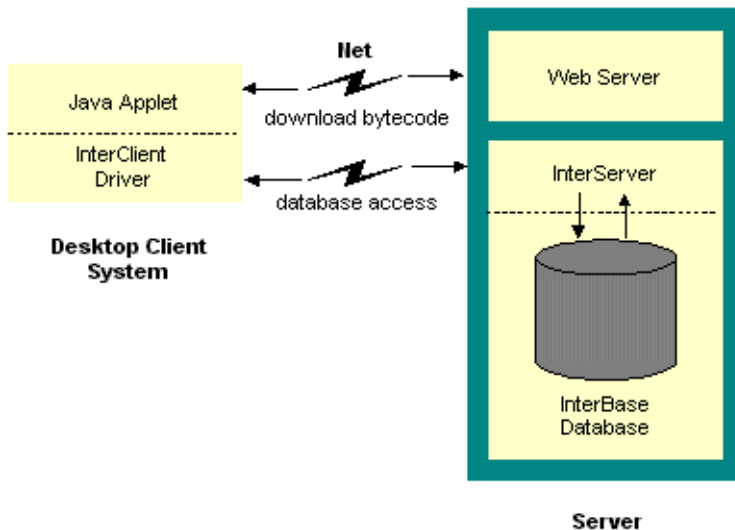 Net
Java Applet
download bytecode
Web Server
InterClient
Driver
database access
InterServer
Desktop Client
System
InterBase
Database
Server